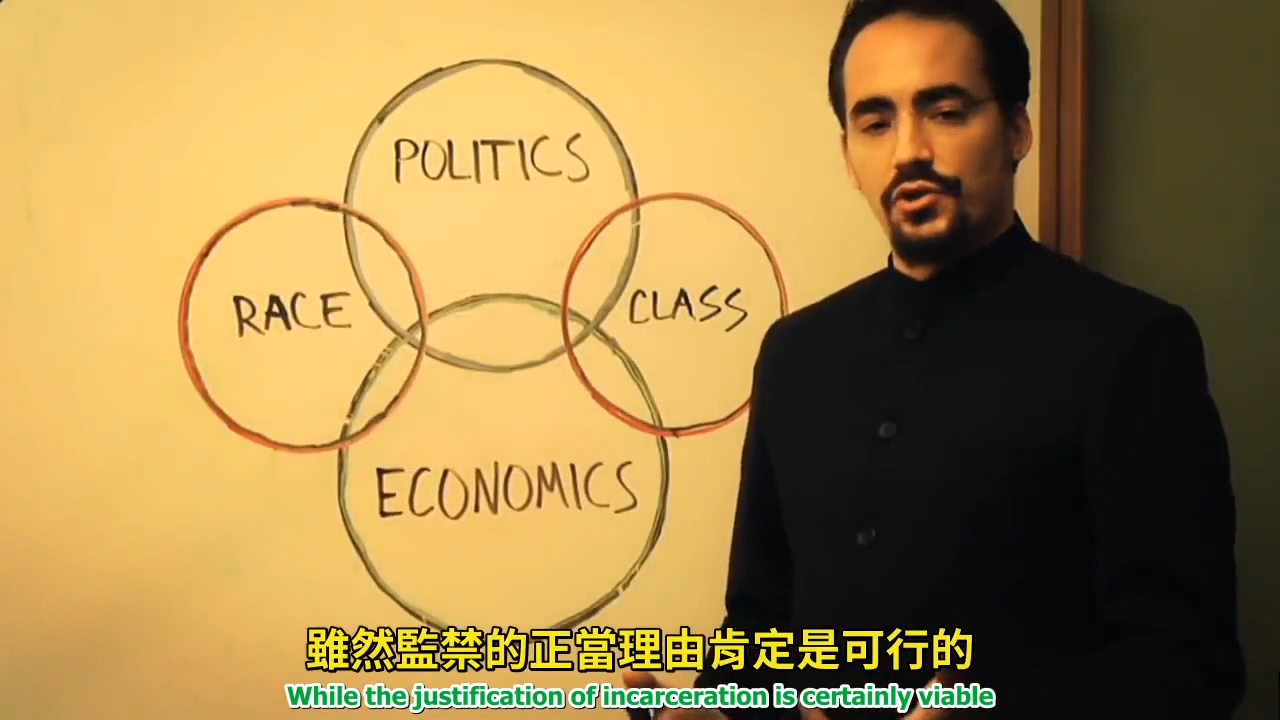 POLITICS
RACE
CLASS
ECONOMICS
雖然監禁的正當理由肯定是可行的
While the justification of incarceration is certainly viable